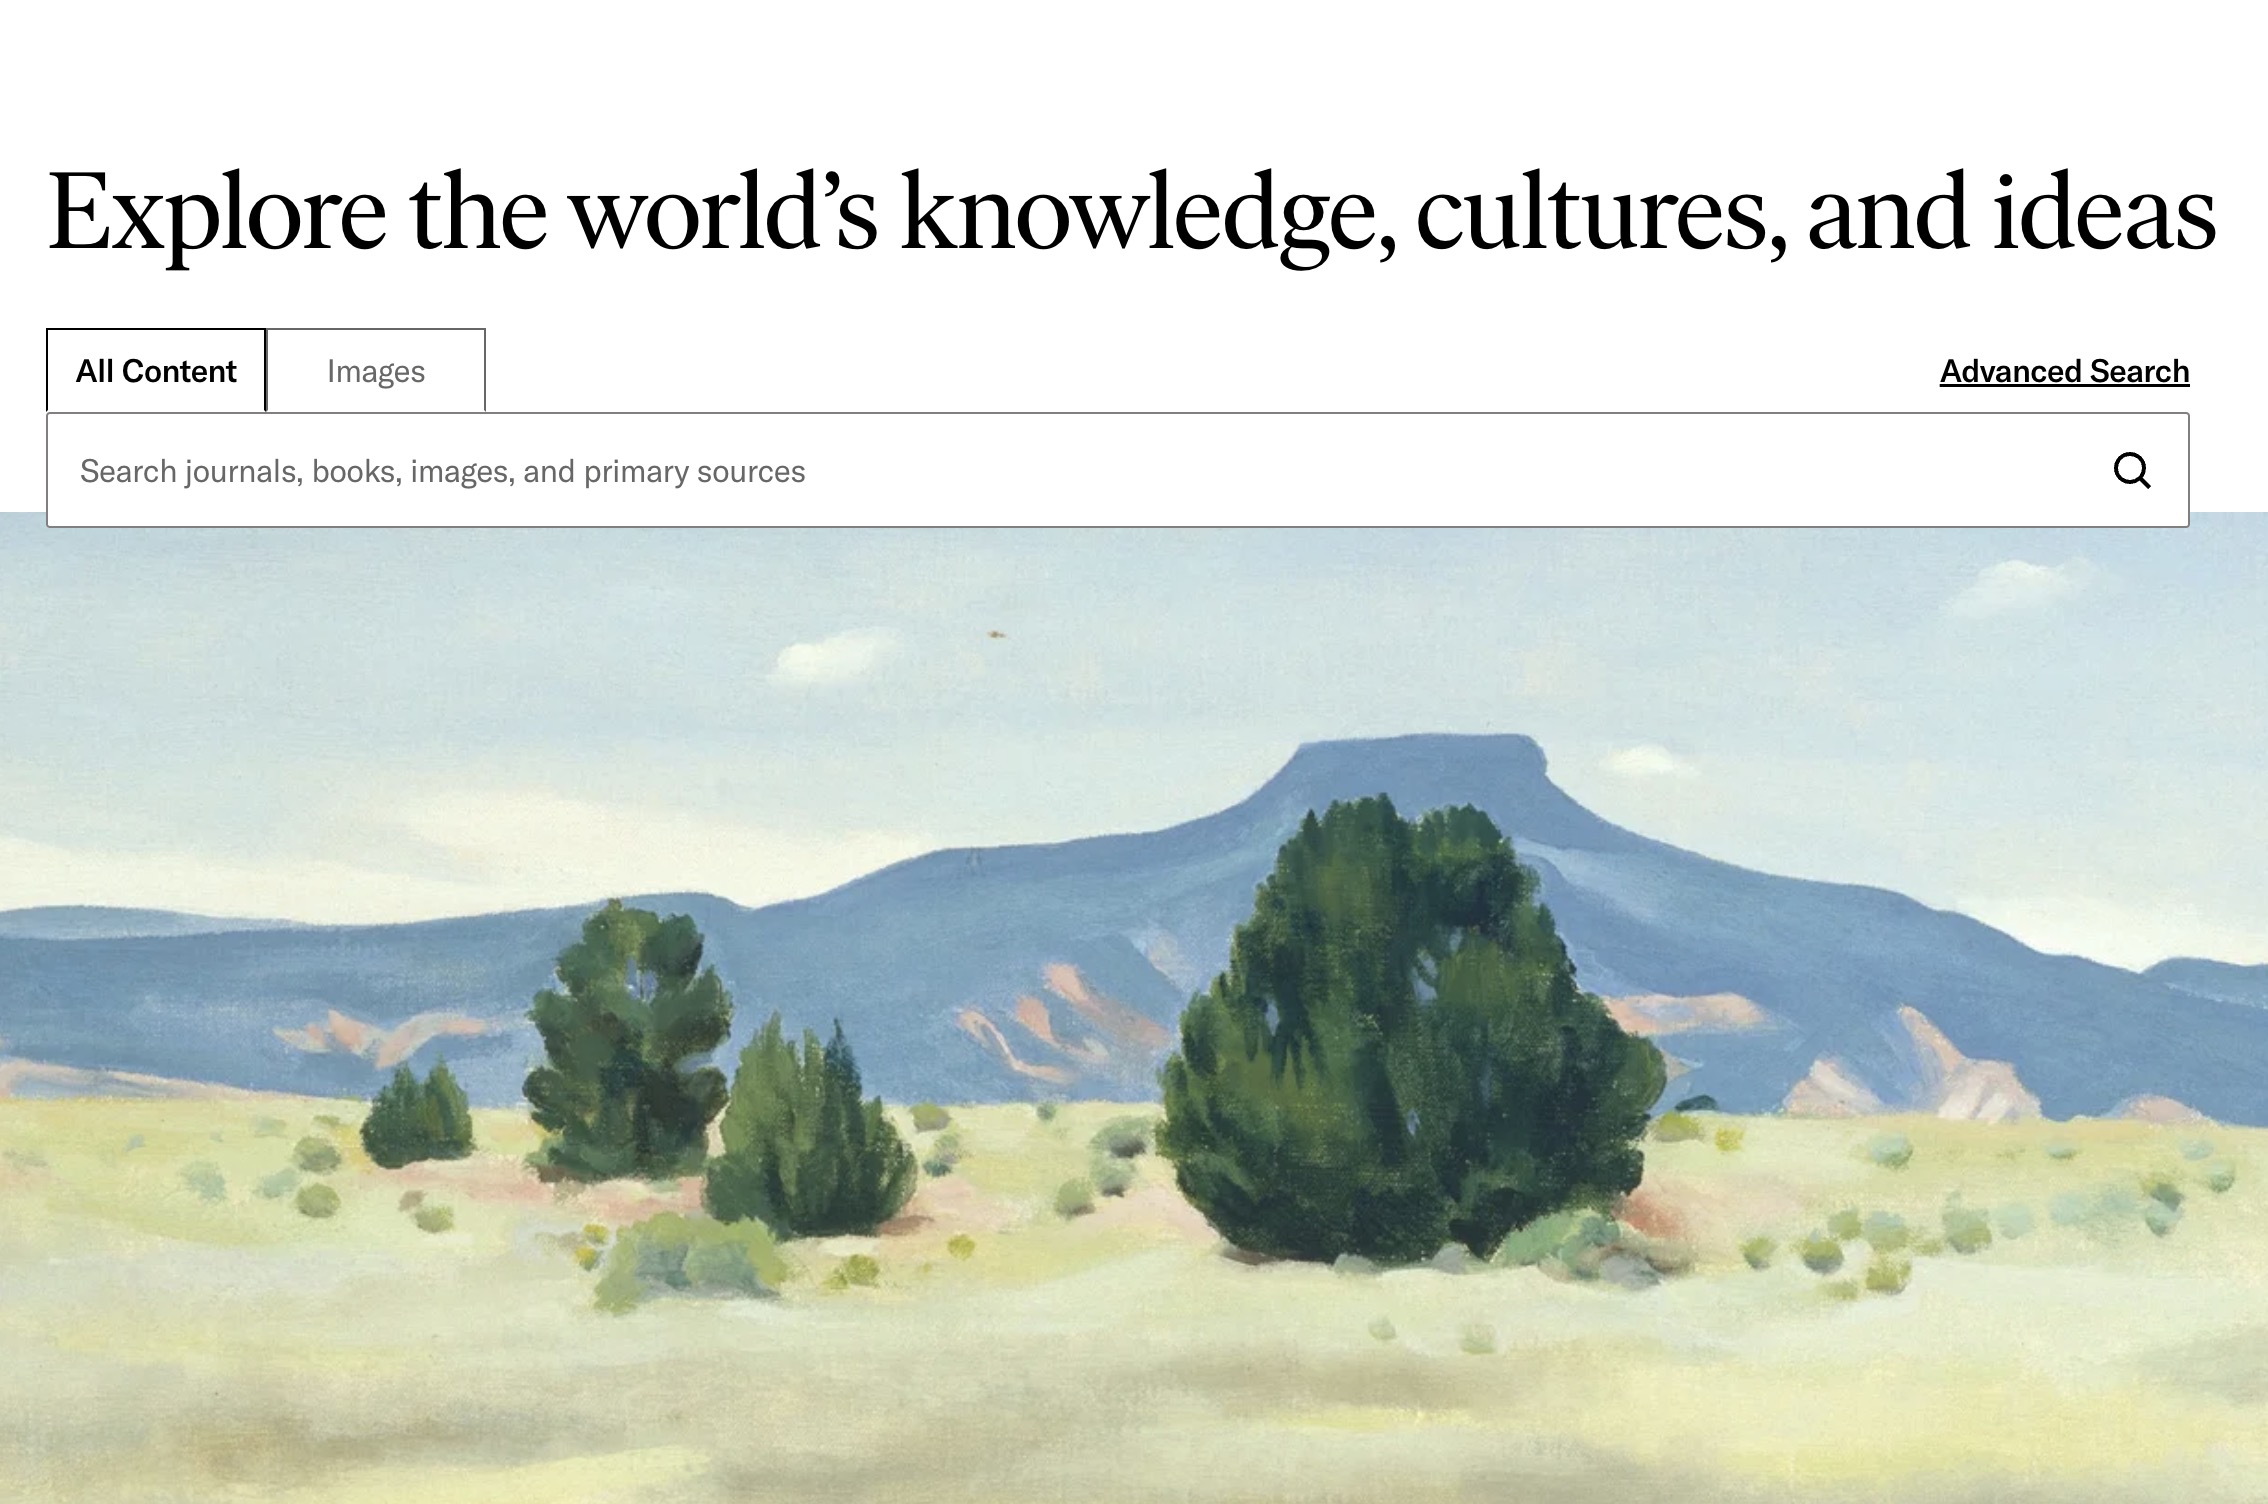 Explore the world’s knowledge, cultures, and ideas
All Content
Images
Advanced Search
Search journals, books, images, and primary sources